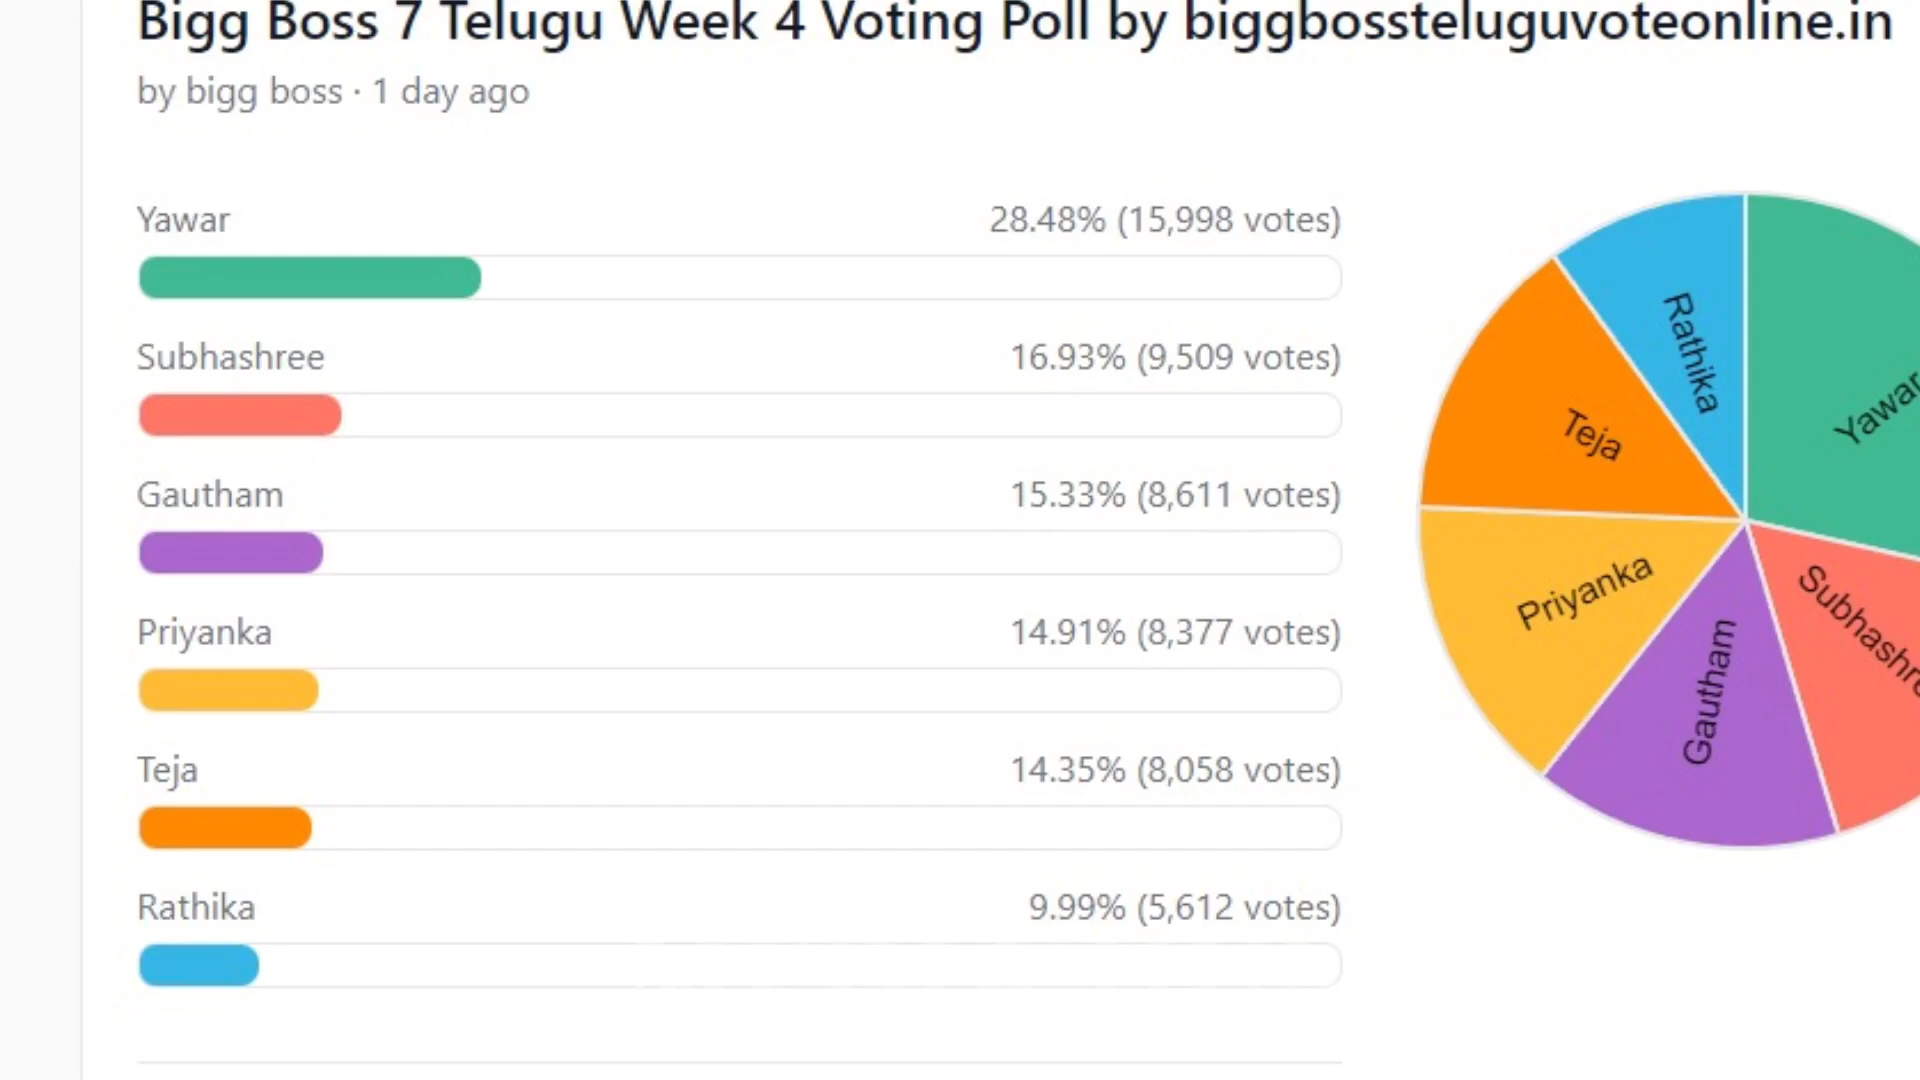 Bigg Boss 7 Telugu Week 4 Voting Poll by biggbossteluguvoteonline.in
by bigg boss · 1 day ago
Yawar 28.48% (15,998 votes)
Subhashree 16.93% (9,509 votes)
Gautham 15.33% (8,611 votes)
Priyanka 14.91% (8,377 votes)
Teja 14.35% (8,058 votes)
Rathika 9.99% (5,612 votes)
Rathika
Yawar
Teja
Priyanka
Subhashre
Gautham